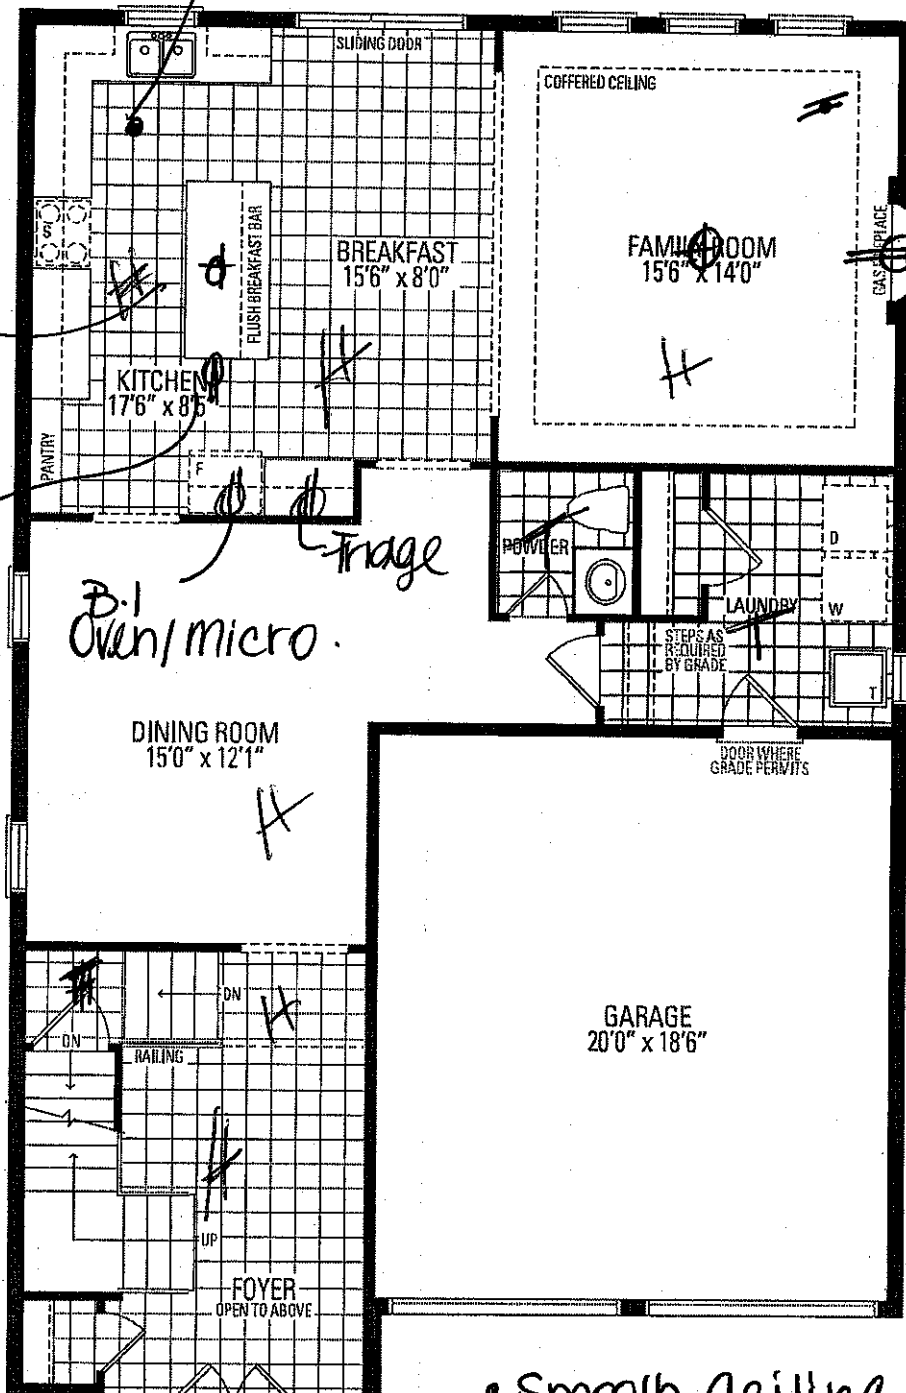 SLIDING DOOR
COFFERED CEILING
S
FLUSH BREAKFAST BAR
BREAKFAST
15'6" x 8'0"
FAMILY ROOM
15'6" x 14'0"
GAS FIREPLACE
KITCHEN
17'6" x 8'6"
PANTRY
F
Friage
B.I
Oven/Micro.
POWDER
D
W
LAUNDRY
STEPS AS
REQUIRED
BY GRADE
T
DINING ROOM
15'0" x 12'1"
DOOR WHERE
GRADE PERMITS
H
H
H
H
DN
DN
RAILING
GARAGE
20'0" x 18'6"
UP
FOYER
OPEN TO ABOVE
• Smooth Ceiling